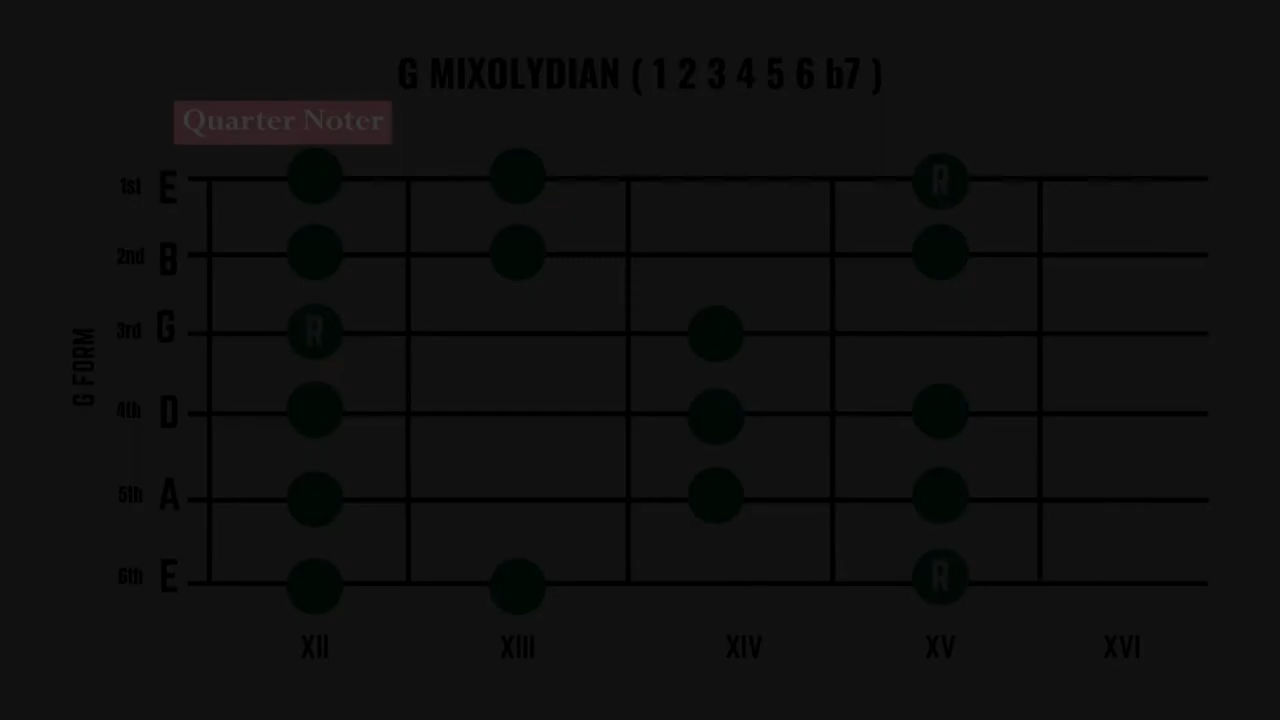 G MIXOLYDIAN ( 1 2 3 4 5 6 b7 )
Quarter Noter
1st E
R
2nd B
3rd G
R
G FORM
4th D
5th A
6th E
R
XII XIII XIV XV XVI